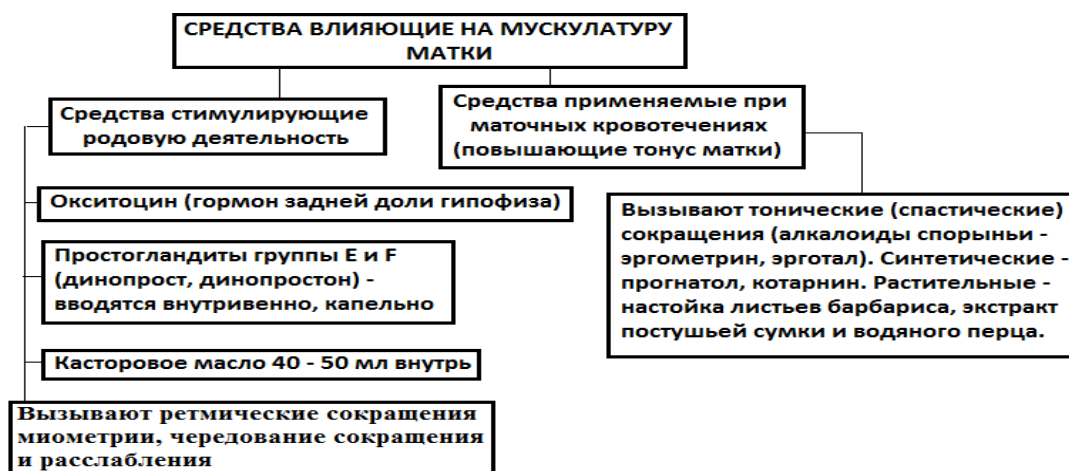 СРЕДСТВА ВЛИЯЮЩИЕ НА МУСКУЛАТУРУ
МАТКИ
Средства стимулирующие
родовую деятельность
Средства применяемые при
маточных кровотечениях
(повышающие тонус матки)
Окситоцин (гормон задней доли гипофиза)
Простогландиты группы Е и F
(динопрост, динопростон) -
вводятся внутривенно, капельно
Касторовое масло 40 - 50 мл внутрь
Вызывают ретмические сокращения
миометрии, чередование сокращения
и расслабления
Вызывают тонические (спастические)
сокращения (алкалоиды спорыньи -
эргометрин, эрготал). Синтетические -
прогнатол, котарнин. Растительные -
настойка листьев барбариса, экстракт
постушьей сумки и водяного перца.